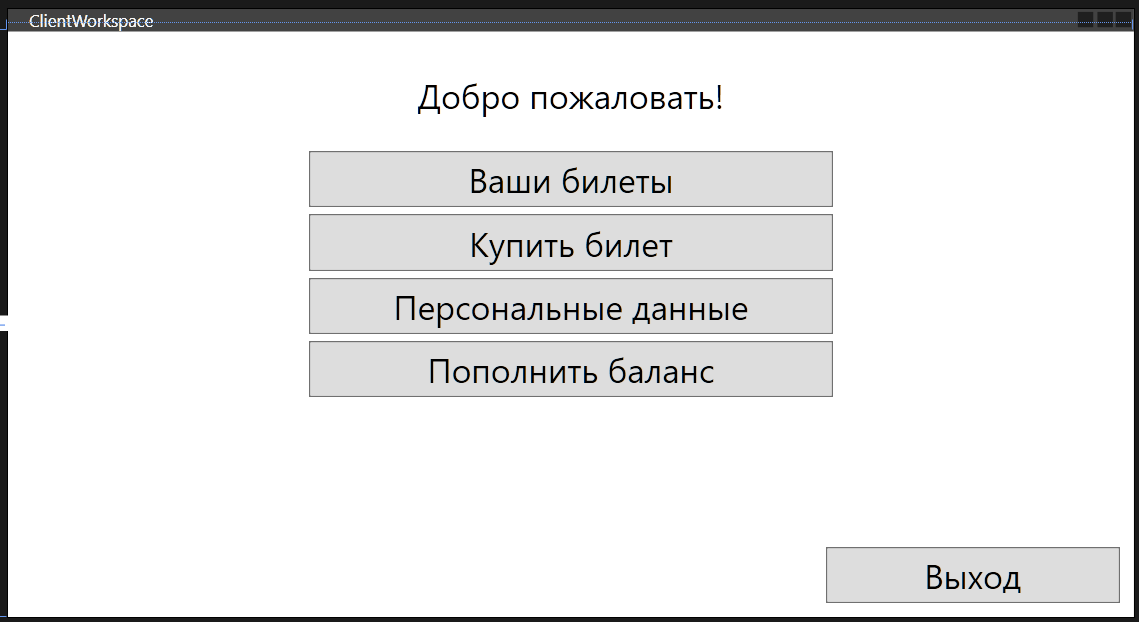 ClientWorkspace
Добро пожаловать!
Ваши билеты
Купить билет
Персональные данные
Пополнить баланс
Выход